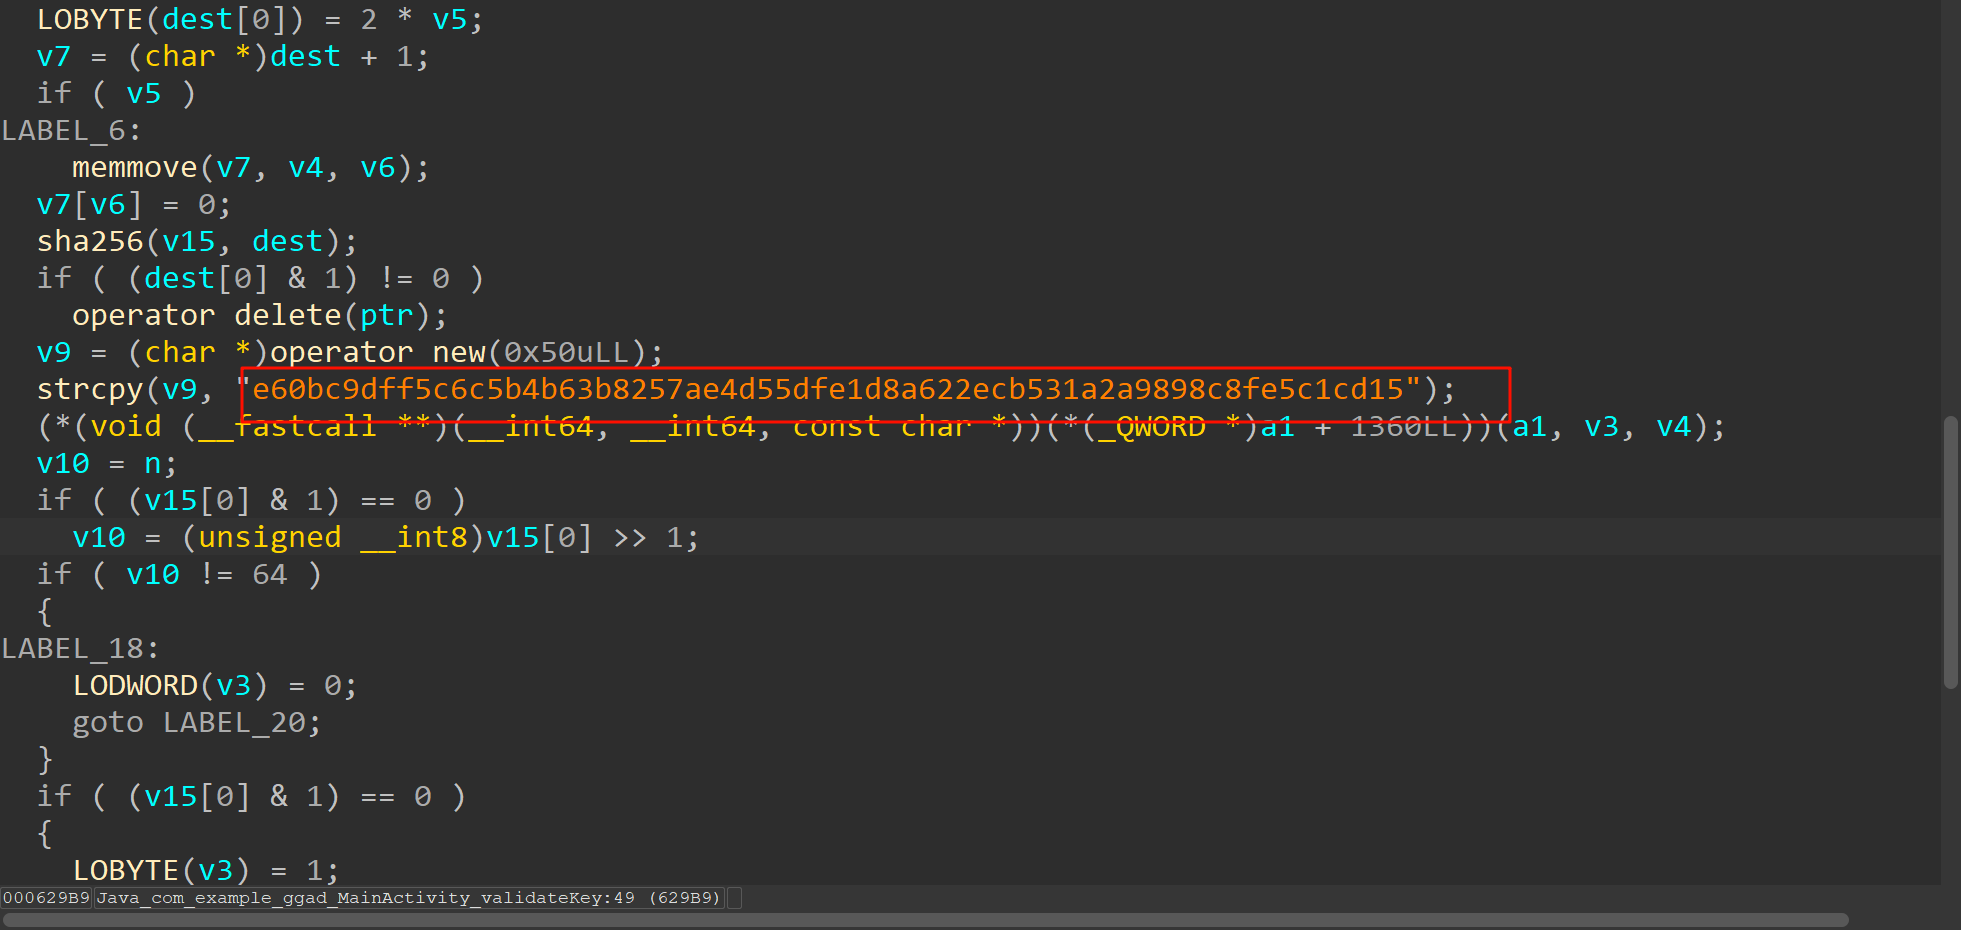 LOBYTE(dest[0]) = 2 * v5;
v7 = (char *)dest + 1;
if ( v5 )
LABEL_6:
memmove(v7, v4, v6);
v7[v6] = 0;
sha256(v15, dest);
if ( (dest[0] & 1) != 0 )
operator delete(ptr);
v9 = (char *)operator new(0x50uLL);
strcpy(v9, "e60bc9dff5c6c5b4b63b8257ae4d55dfe1d8a622ecb531a2a9898c8fe5c1cd15");
(*(void (__fastcall **)(__int64, __int64, const char *))(*(_QWORD *)a1 + 1360LL))(a1, v3, v4);
v10 = n;
if ( (v15[0] & 1) == 0 )
v10 = (unsigned __int8)v15[0] >> 1;
if ( v10 != 64 )
{
LABEL_18:
LODWORD(v3) = 0;
goto LABEL_20;
}
if ( (v15[0] & 1) == 0 )
{
LOBYTE(v3) = 1;
000629B9 Java_com_example_ggad_MainActivity_validateKey:49 (629B9)